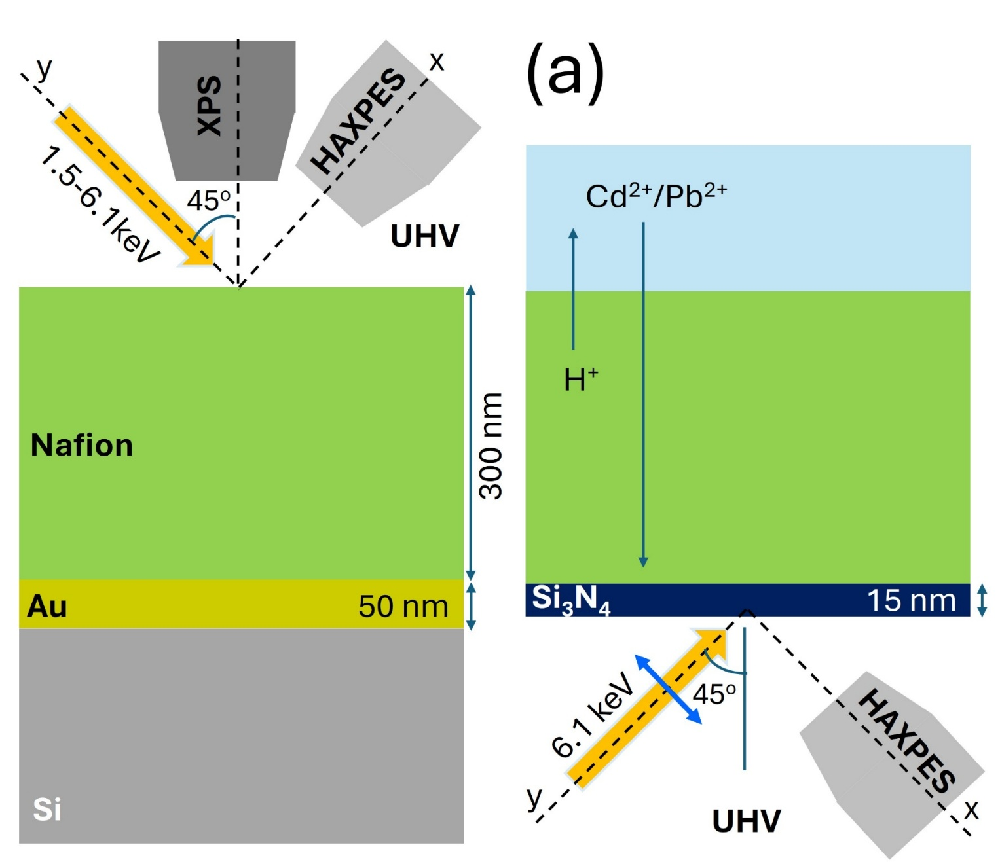 y
XPS
HAXPES
x
(a)
1.5-6.1keV
45º
UHV
Cd²⁺/Pb²⁺
H⁺
Nafion
300 nm
Au
50 nm
Si₃N₄
15 nm
6.1 keV
45º
HAXPES
y
UHV
x
Si